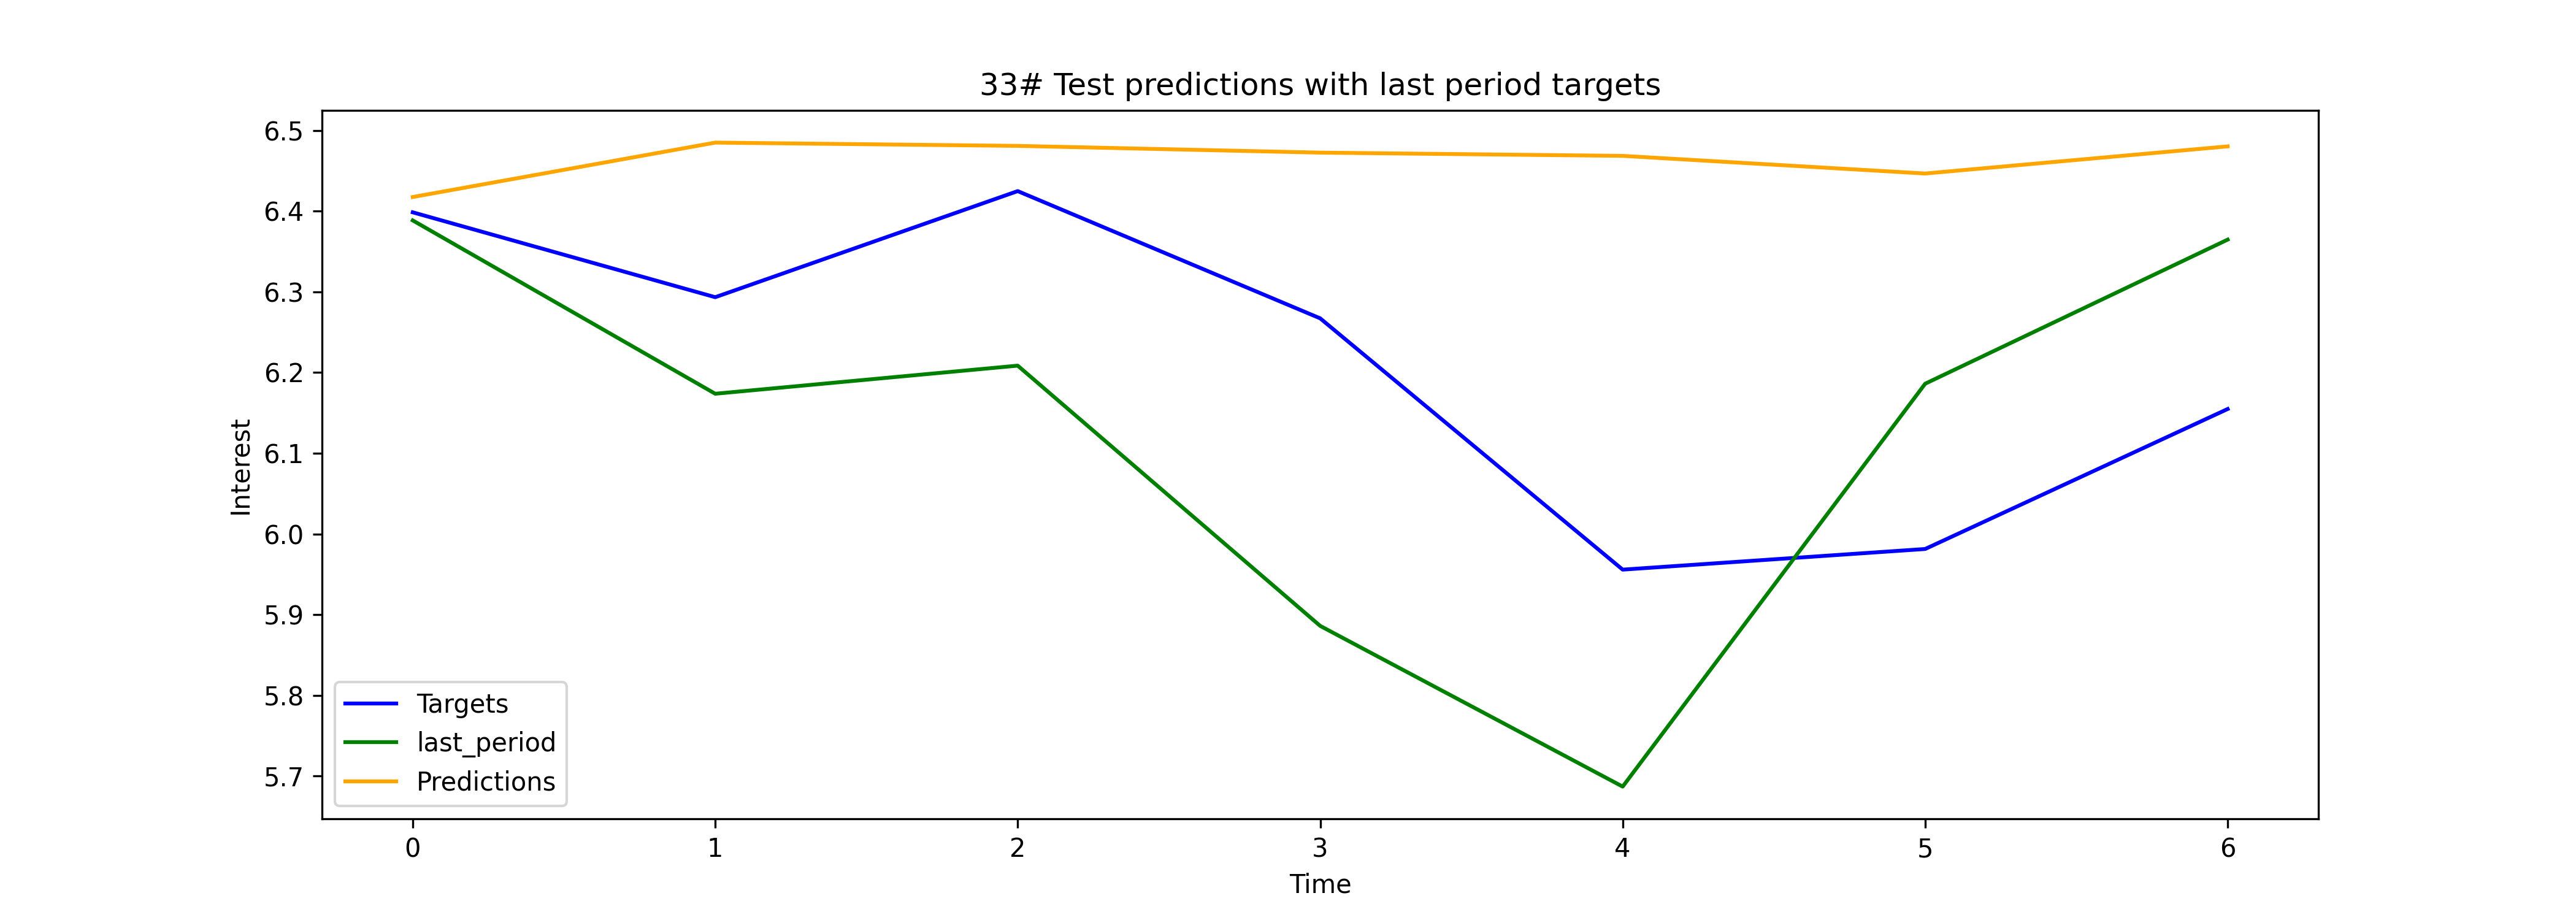 33# Test predictions with last period targets
6.5
6.4
6.3
6.2
6.1
6.0
5.9
5.8
5.7
Interest
Targets
last_period
Predictions
0 1 2 3 4 5 6
Time